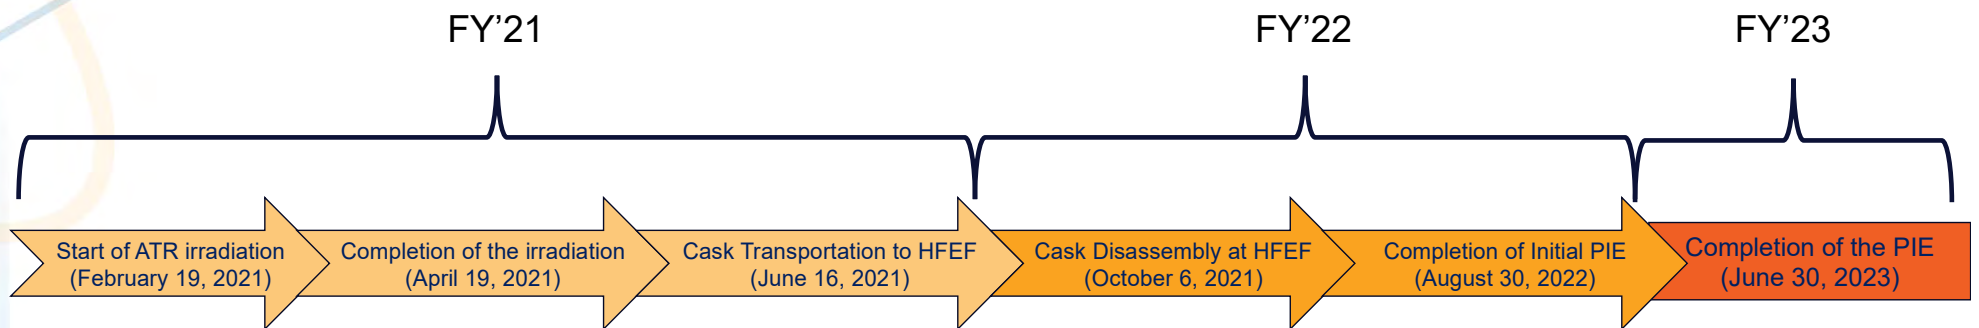 FY’21
FY’22
FY’23
Start of ATR irradiation
(February 19, 2021)
Completion of the irradiation
(April 19, 2021)
Cask Transportation to HFEF
(June 16, 2021)
Cask Disassembly at HFEF
(October 6, 2021)
Completion of Initial PIE
(August 30, 2022)
Completion of the PIE
(June 30, 2023)